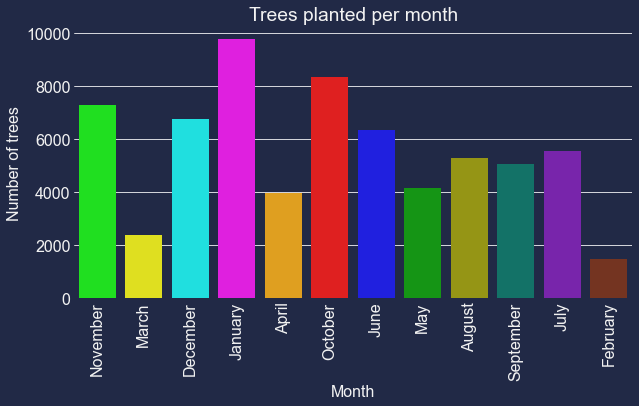 Trees planted per month
Number of trees
10000
8000
6000
4000
2000
0
November
March
December
January
April
October
June
May
August
September
July
February
Month